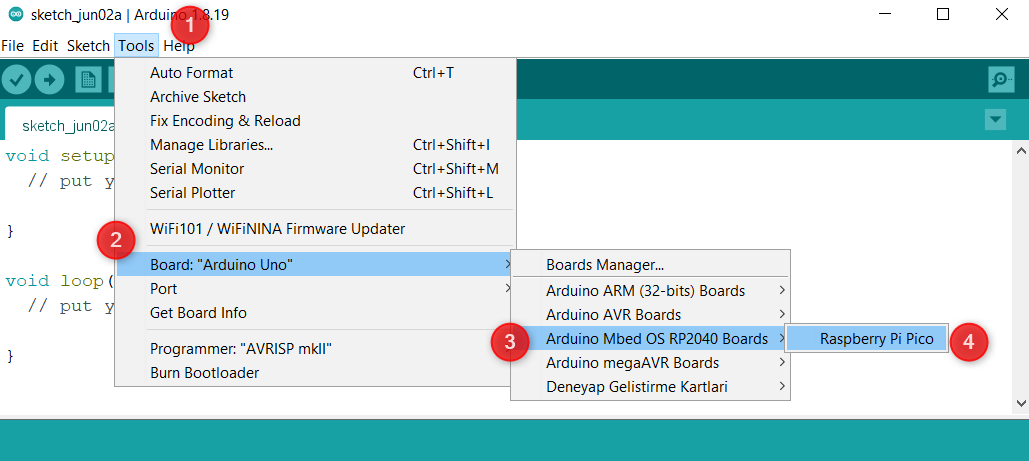 sketch_jun02a | Arduino 1.8.19
1
File Edit Sketch Tools Help
Auto Format Ctrl+T
Archive Sketch
Fix Encoding & Reload
Manage Libraries... Ctrl+Shift+I
Serial Monitor Ctrl+Shift+M
Serial Plotter Ctrl+Shift+L
WiFi101 / WiFiNINA Firmware Updater
2
Board: "Arduino Uno"
Port
Get Board Info
Programmer: "AVRISP mkII"
Burn Bootloader
Boards Manager...
Arduino ARM (32-bits) Boards
Arduino AVR Boards
3
Arduino Mbed OS RP2040 Boards
Arduino megaAVR Boards
Deneyap Gelistirme Kartlari
Raspberry Pi Pico
4
sketch_jun02a
void setup
// put y
}
void loop(
// put y
}